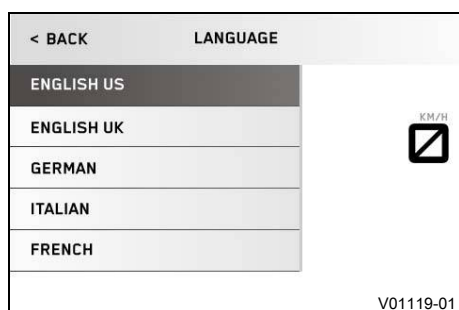 < BACK LANGUAGE
ENGLISH US
KM/H
ENGLISH UK
GERMAN
ITALIAN
FRENCH
V01119-01